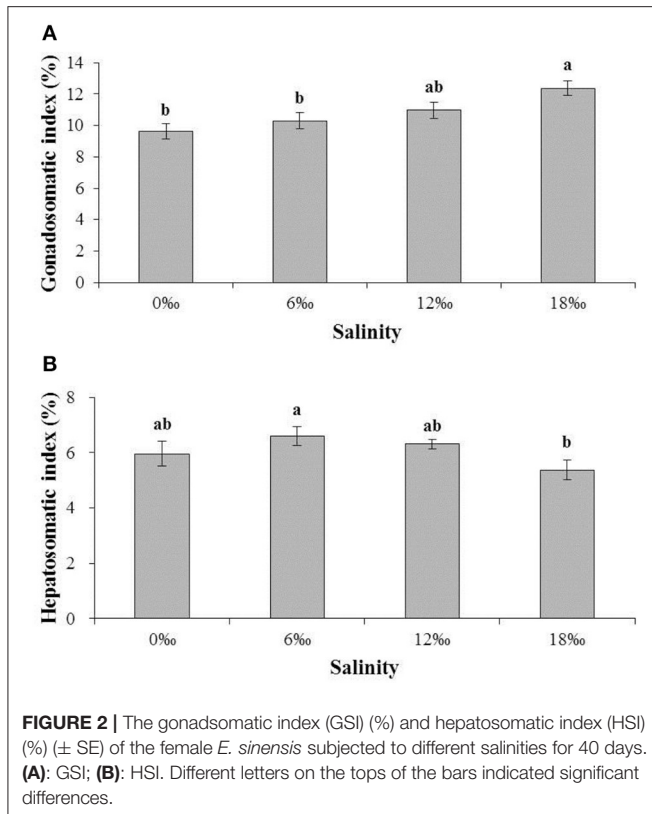 A
Gonadosomatic index (%)
14
12
10
8
6
4
2
0
b
b
ab
a
0‰
6‰
12‰
18‰
Salinity
B
Hepatosomatic index (%)
8
6
4
2
0
ab
a
ab
b
0‰
6‰
12‰
18‰
Salinity
FIGURE 2 | The gonadsomatic index (GSI) (%) and hepatosomatic index (HSI)
(%) (± SE) of the female E. sinensis subjected to different salinities for 40 days.
(A): GSI; (B): HSI. Different letters on the tops of the bars indicated significant
differences.